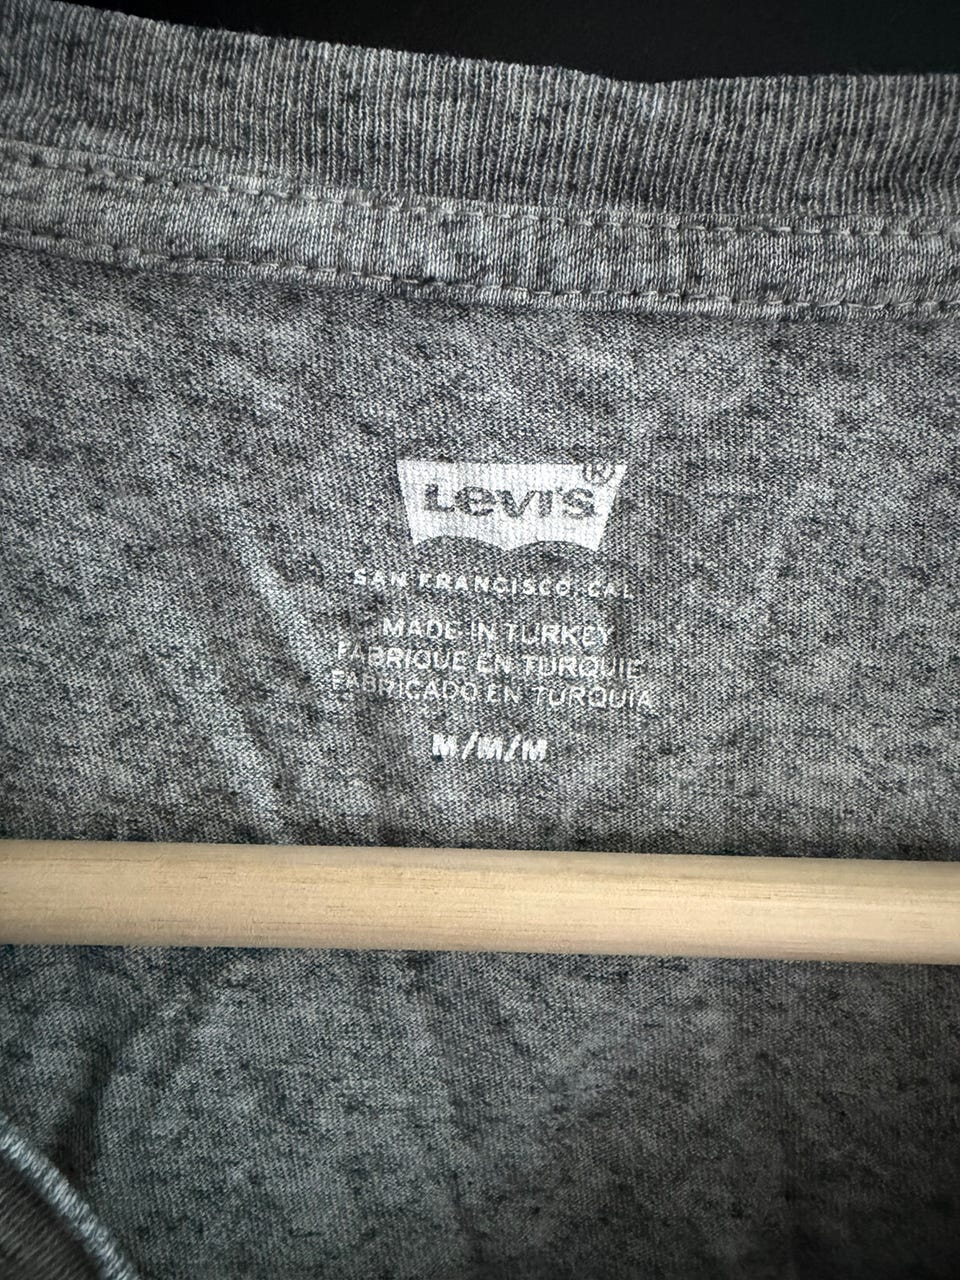 Levi's®
SAN FRANCISCO, CAL
MADE IN TURKEY
FABRIQUE EN TURQUIE
FABRICADO EN TURQUIA
M/M/M